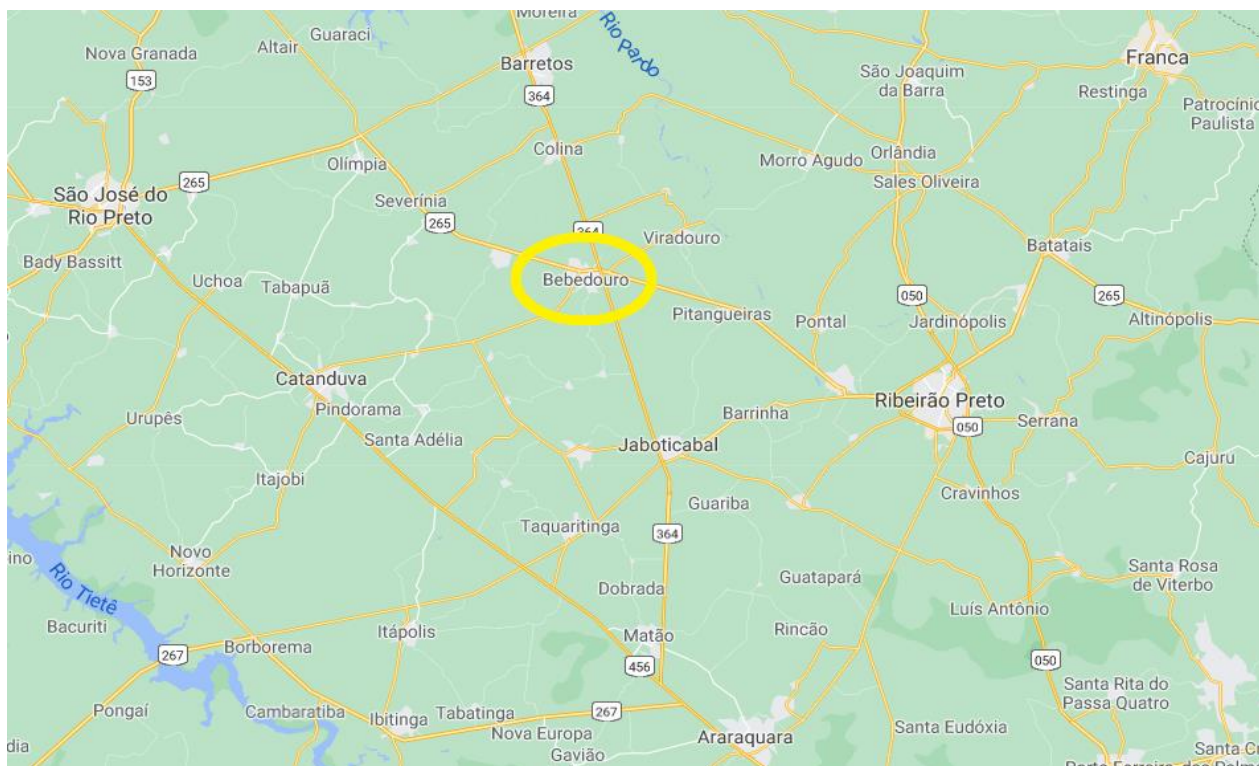 Moreira
Guaraci
Nova Granada
Altair
Rio Pardo
Franca
Barretos
São Joaquim
da Barra
153
364
Restinga
Patrocínio
Paulista
Colina
Morro Agudo
Orlândia
Olímpia
265
Sales Oliveira
São José do
Rio Preto
Severínia
265
364
Viradouro
Batatais
Bady Bassitt
Uchoa
Tabapuã
Bebedouro
050
265
Pitangueiras
Pontal
Jardinópolis
Altinópolis
Catanduva
Pindorama
Ribeirão Preto
Urupês
Barrinha
050
Serrana
Santa Adélia
Jaboticabal
Cajuru
Itajobi
Cravinhos
Guariba
Taquaritinga
364
Novo
Horizonte
Rio Tietê
Santa Rosa
de Viterbo
Guatapará
Dobrada
Luís Antônio
Bacuriti
Itápolis
Matão
Rincão
Borborema
267
456
050
Santa Rita do
Passa Quatro
Pongaí
Cambaratiba
Ibitinga
Tabatinga
267
Nova Europa
Araraquara
Santa Eudóxia
Gavião